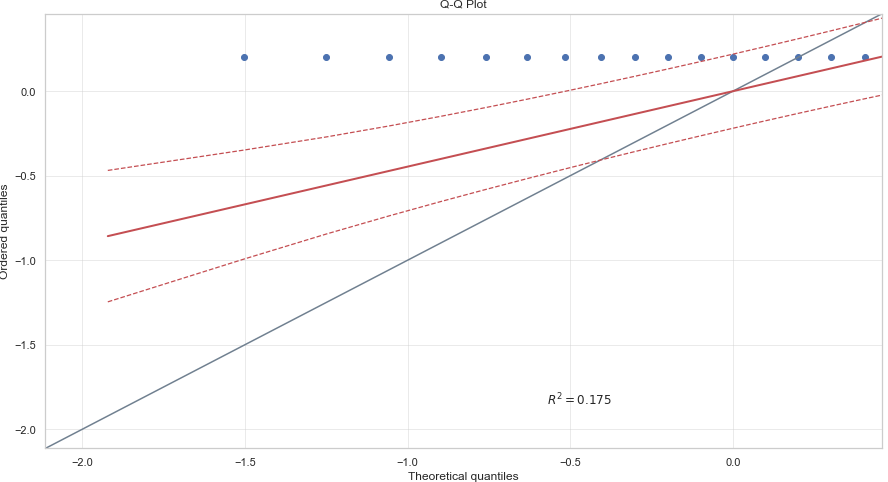 Q-Q Plot
Ordered quantiles
0.0
−0.5
−1.0
−1.5
−2.0
R² = 0.175
−2.0 −1.5 −1.0 −0.5 0.0
Theoretical quantiles